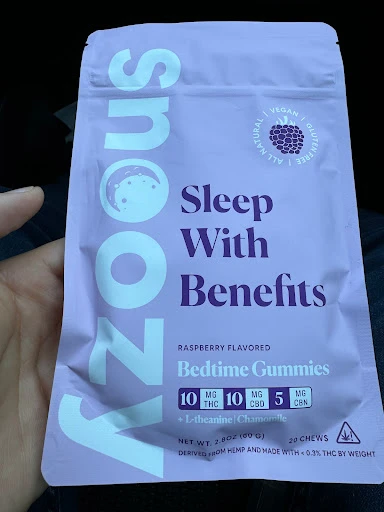 snoozy
ALL NATURAL | VEGAN | GLUTEN FREE |
Sleep
With
Benefits
RASPBERRY FLAVORED
Bedtime Gummies
10 MG THC 10 MG CBD 5 MG CBN
+ L-theanine | Chamomile
NET WT. 2.8OZ (80 G) 20 CHEWS
DERIVED FROM HEMP AND MADE WITH < 0.3% THC BY WEIGHT